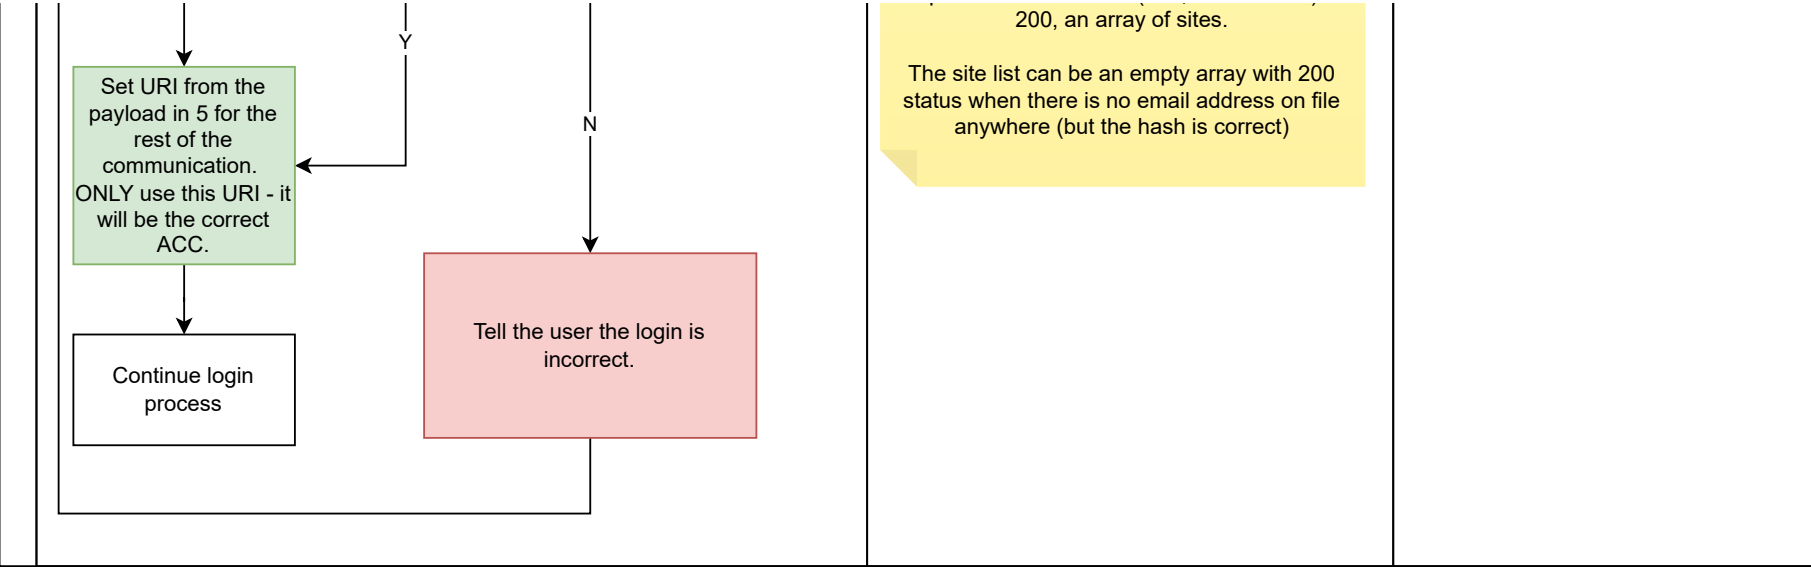 Y
Set URI from the
payload in 5 for the
rest of the
communication.
ONLY use this URI - it
will be the correct
ACC.
Continue login
process
N
Tell the user the login is
incorrect.
200, an array of sites.
The site list can be an empty array with 200
status when there is no email address on file
anywhere (but the hash is correct)